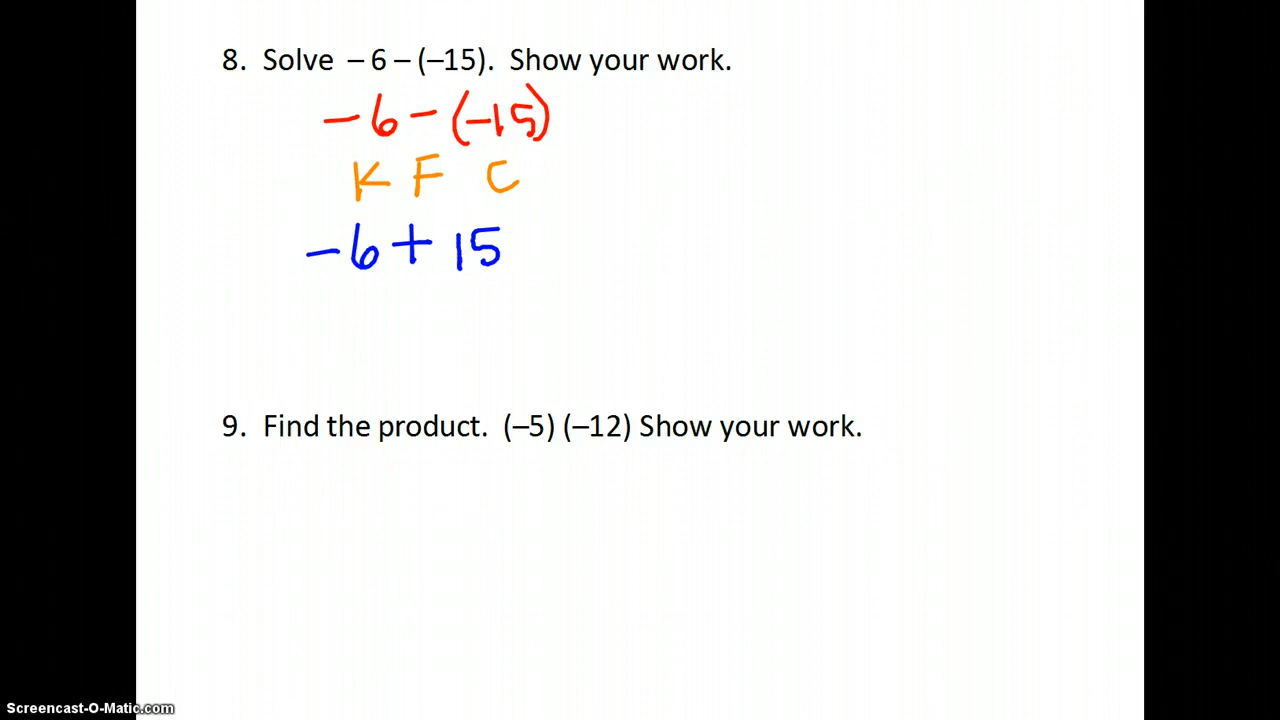 8. Solve – 6 – (–15). Show your work.
– 6 – (–15)
K F C
– 6 + 15
9. Find the product. (–5) (–12) Show your work.
Screencast-O-Matic.com